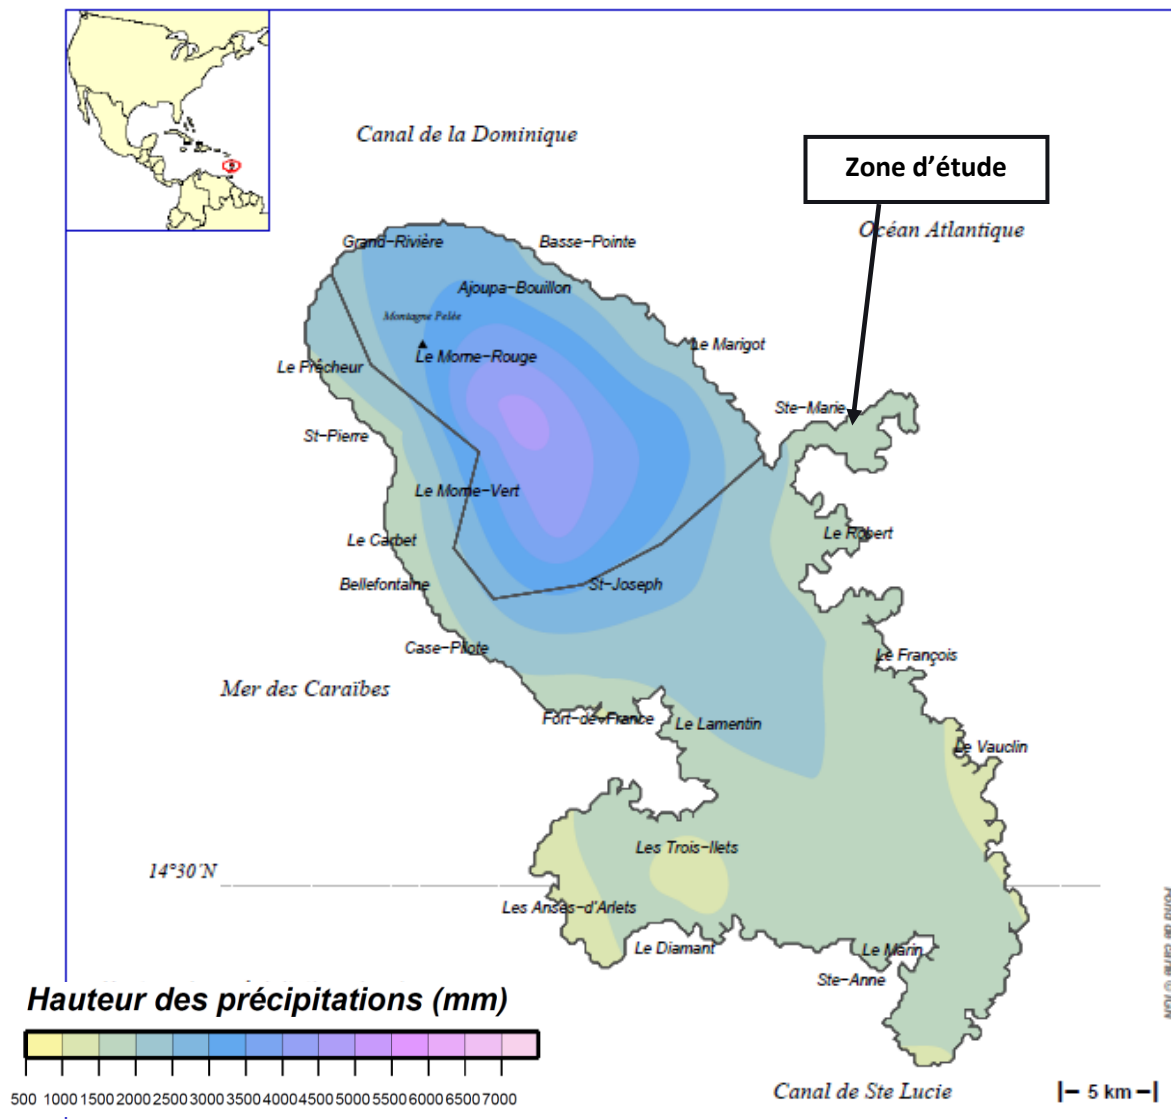 Canal de la Dominique
Zone d'étude
Océan Atlantique
Grand-Rivière
Basse-Pointe
Ajoupa-Bouillon
Montagne Pelée
Le Marigot
Le Morne-Rouge
Le Prêcheur
Ste-Marie
St-Pierre
Le Morne-Vert
Le Robert
Le Carbet
Bellefontaine
St-Joseph
Case-Pilote
Le François
Mer des Caraïbes
Fort-de-France
Le Lamentin
Le Vauclin
Les Trois-Ilets
14°30'N
Les Anses-d'Arlets
Le Diamant
Le Marin
Ste-Anne
Fond de carte © IGN
Hauteur des précipitations (mm)
500 1000 1500 2000 2500 3000 3500 4000 4500 5000 5500 6000 6500 7000
Canal de Ste Lucie
5 km